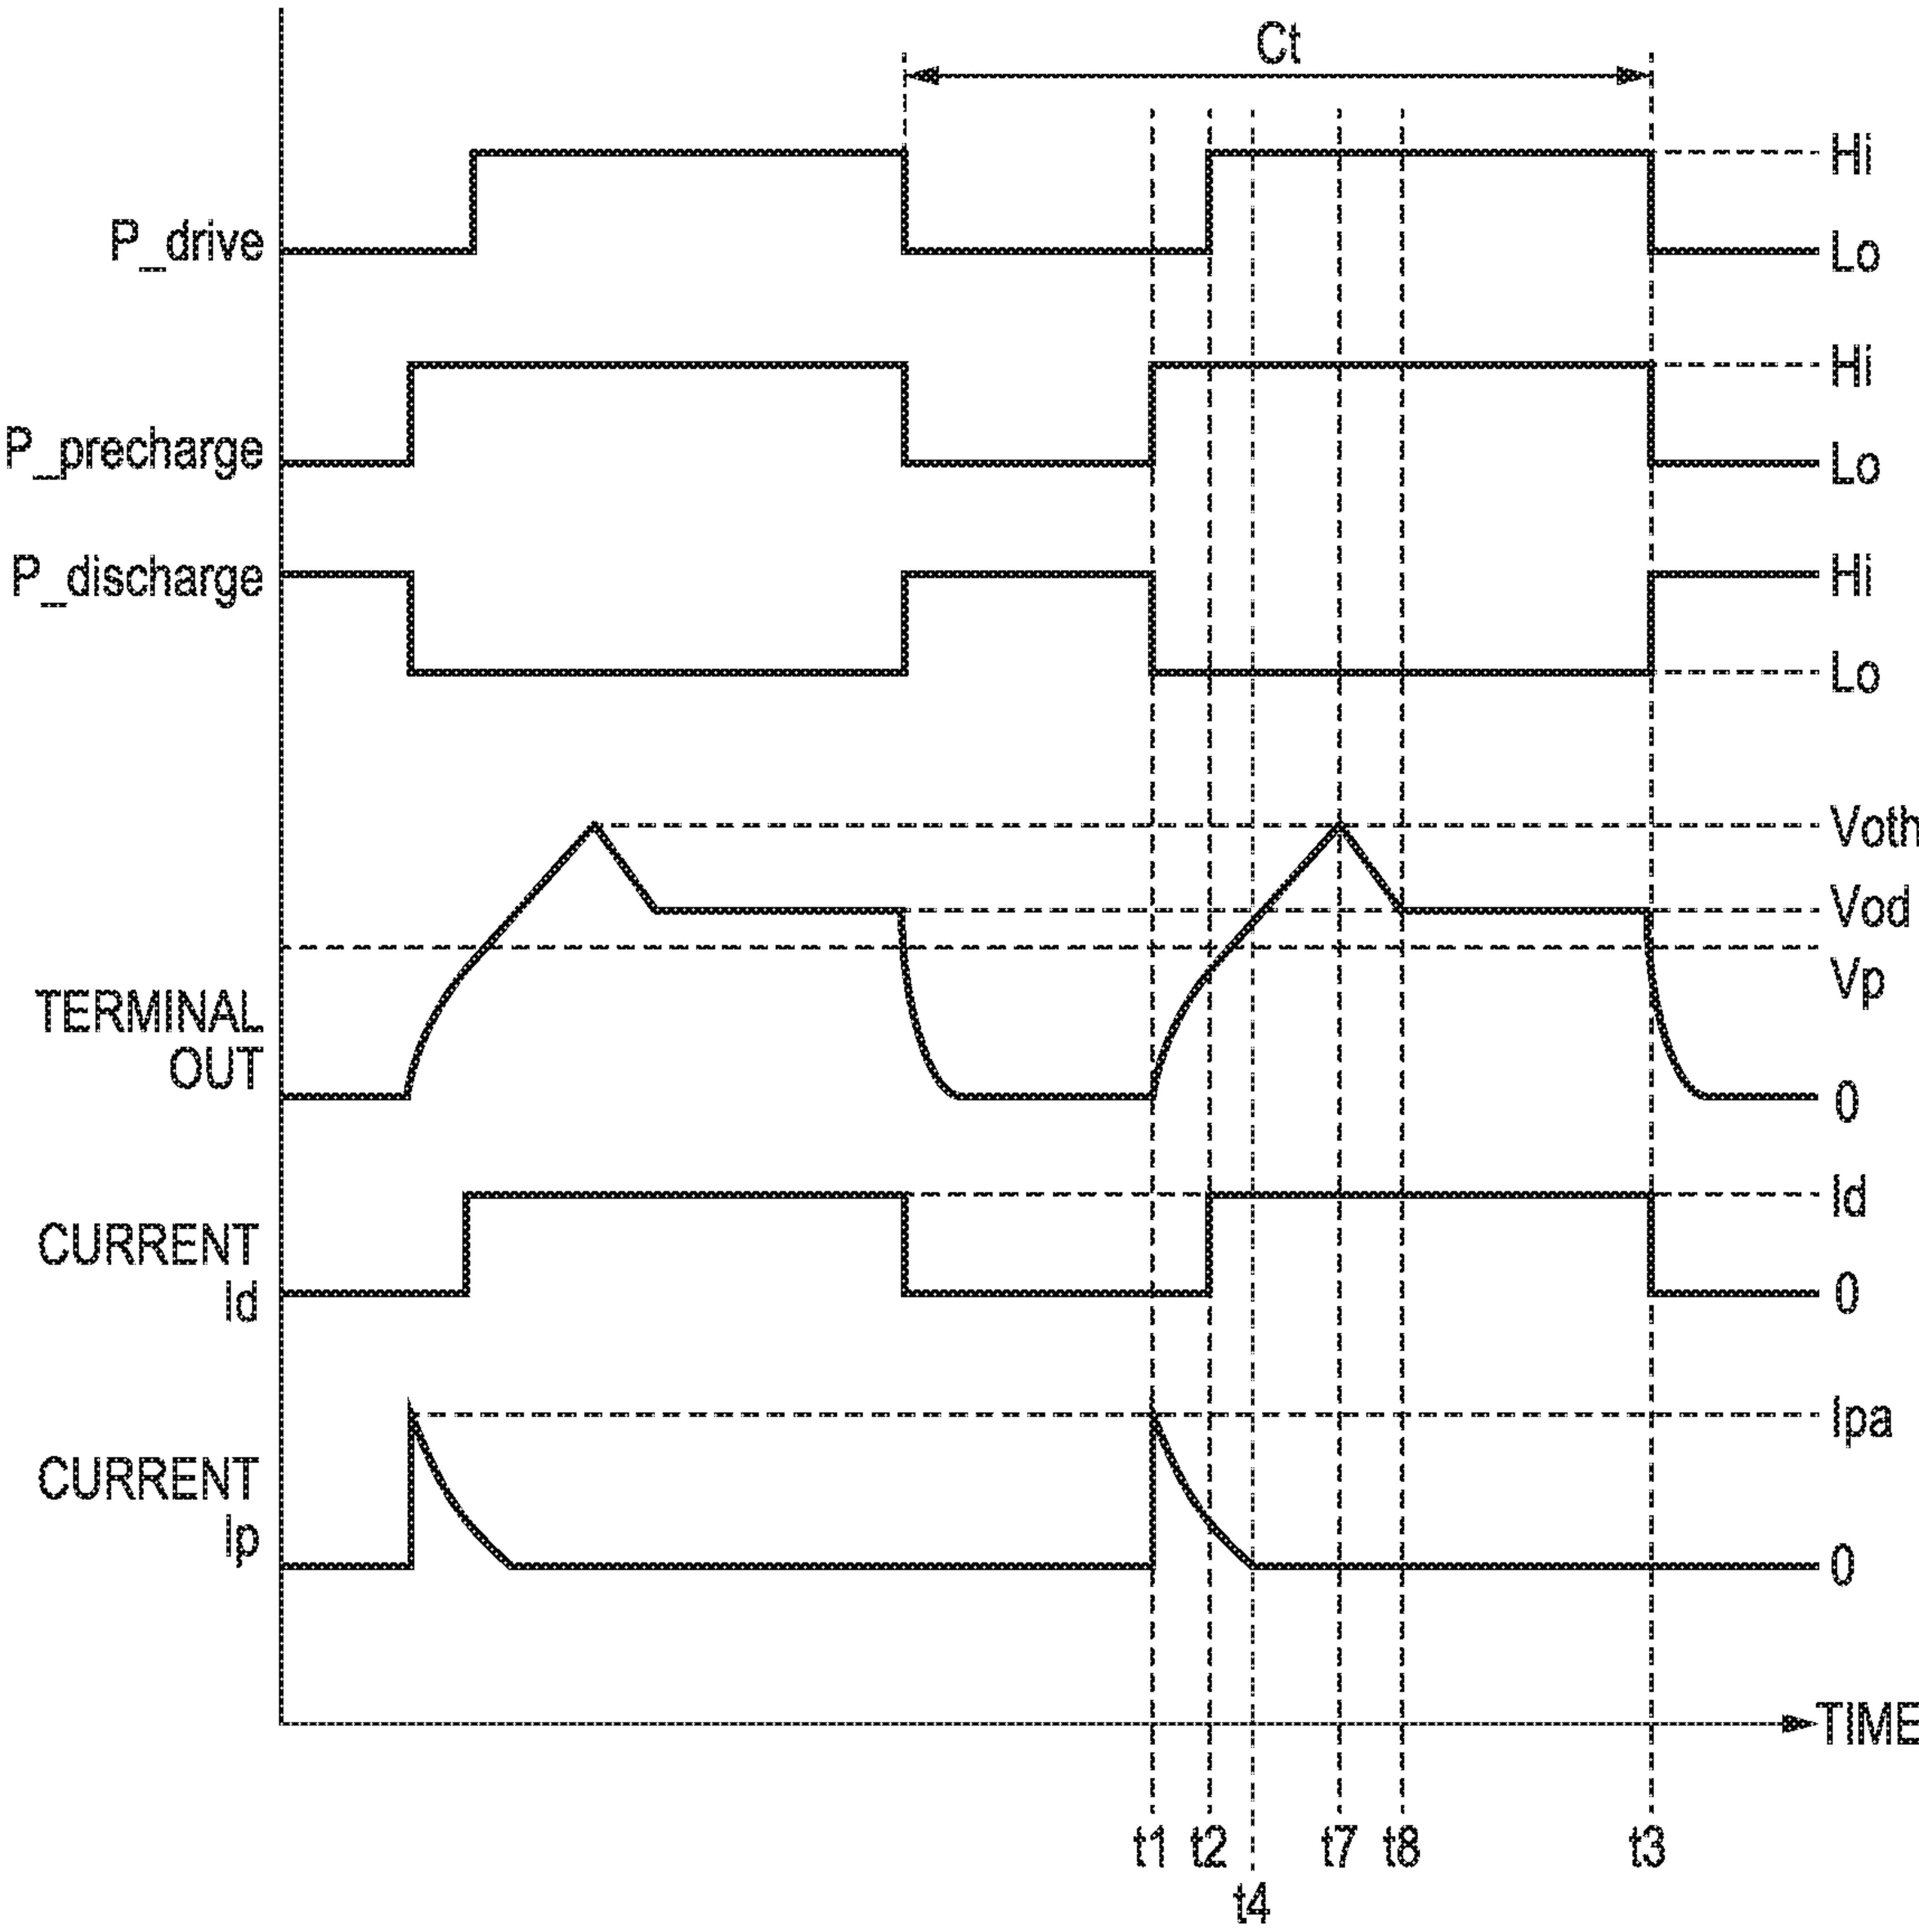 Ct
Hi
P_drive
Lo
Hi
P_precharge
Lo
P_discharge
Hi
Lo
Voth
Vod
Vp
TERMINAL
OUT
0
Id
CURRENT
Id
0
Ipa
CURRENT
Ip
0
TIME
t1 t2 t7 t8 t3
t4